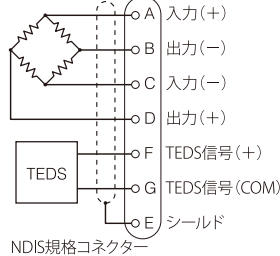 A 入力(+)
B 出力(−)
C 入力(−)
D 出力(+)
F TEDS信号(+)
TEDS
G TEDS信号(COM)
E シールド
NDIS規格コネクター